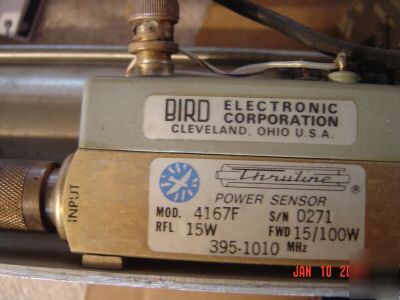 BIRD ELECTRONIC CORPORATION
CLEVELAND, OHIO U.S.A.
Thruline ®
POWER SENSOR
MOD. 4167F S/N 0271
RFL 15W FWD 15/100W
395-1010 MHz
INPUT
JAN 10